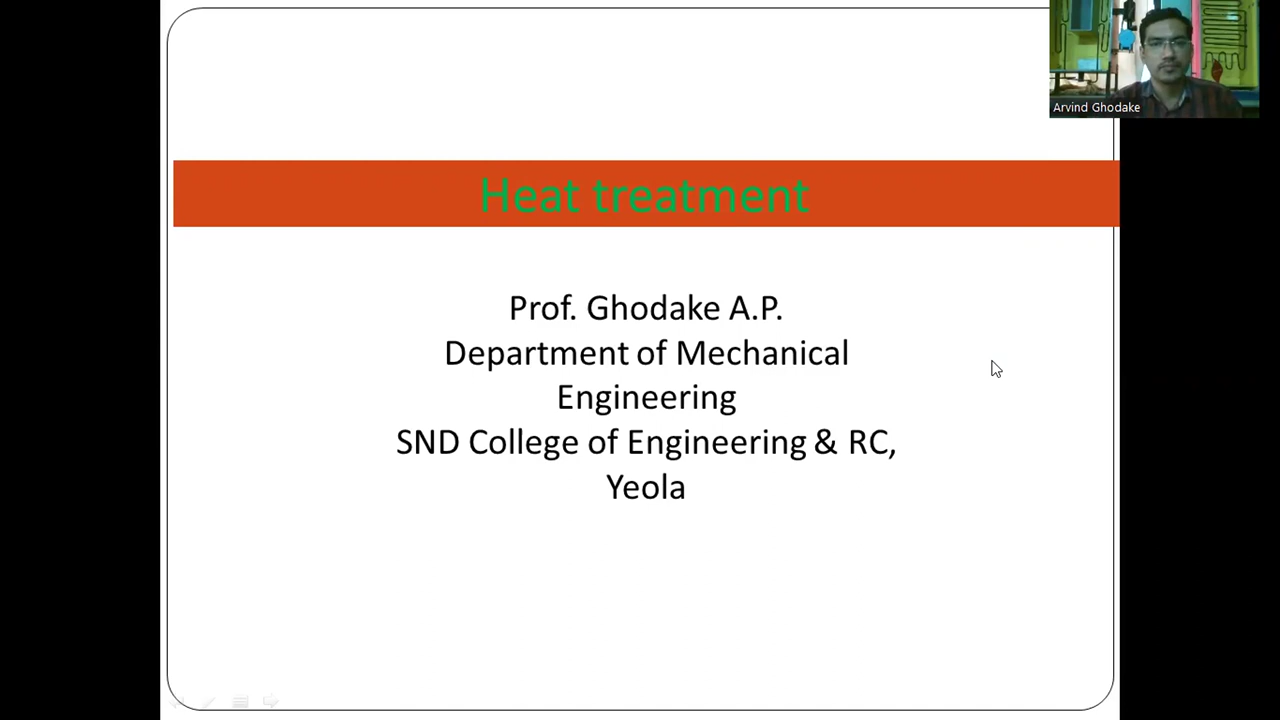 Arvind Ghodake
Heat treatment
Prof. Ghodake A.P.
Department of Mechanical
Engineering
SND College of Engineering & RC,
Yeola